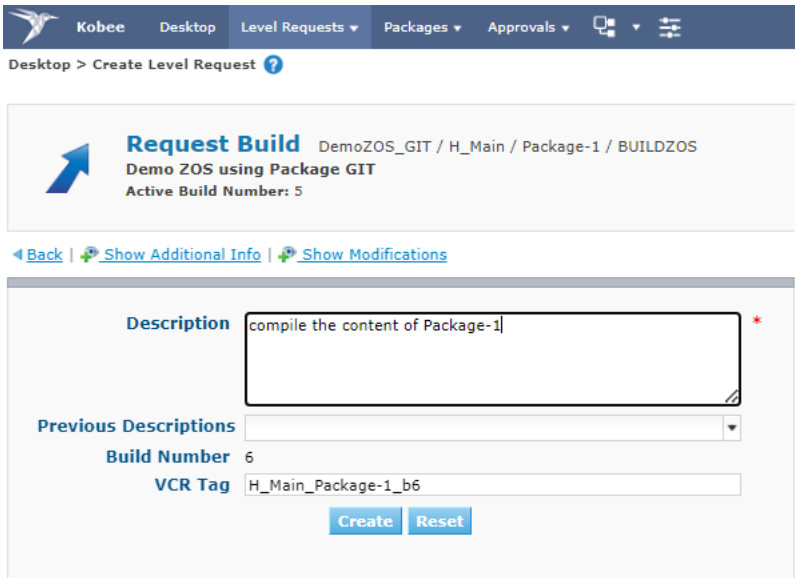 Kobee Desktop Level Requests Packages Approvals
Desktop > Create Level Request ?
Request Build DemoZOS_GIT / H_Main / Package-1 / BUILDZOS
Demo ZOS using Package GIT
Active Build Number: 5
Back | Show Additional Info | Show Modifications
Description compile the content of Package-1 *
Previous Descriptions
Build Number 6
VCR Tag H_Main_Package-1_b6
Create Reset